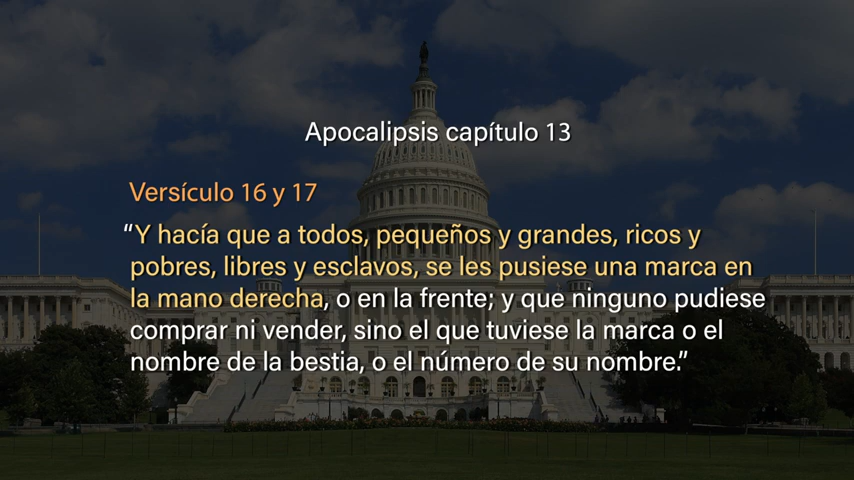 Apocalipsis capítulo 13
Versículo 16 y 17
“Y hacía que a todos, pequeños y grandes, ricos y
pobres, libres y esclavos, se les pusiese una marca en
la mano derecha, o en la frente; y que ninguno pudiese
comprar ni vender, sino el que tuviese la marca o el
nombre de la bestia, o el número de su nombre.”